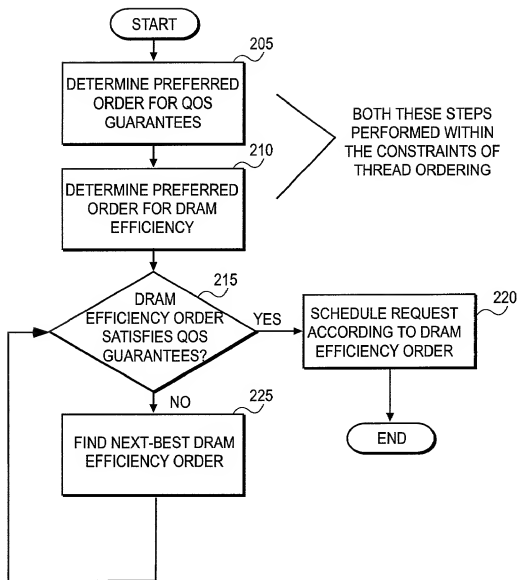 START
205
DETERMINE PREFERRED
ORDER FOR QOS
GUARANTEES
BOTH THESE STEPS
PERFORMED WITHIN
THE CONSTRAINTS OF
THREAD ORDERING
210
DETERMINE PREFERRED
ORDER FOR DRAM
EFFICIENCY
215
DRAM
EFFICIENCY ORDER
SATISFIES QOS
GUARANTEES?
YES
220
SCHEDULE REQUEST
ACCORDING TO DRAM
EFFICIENCY ORDER
END
NO
225
FIND NEXT-BEST DRAM
EFFICIENCY ORDER